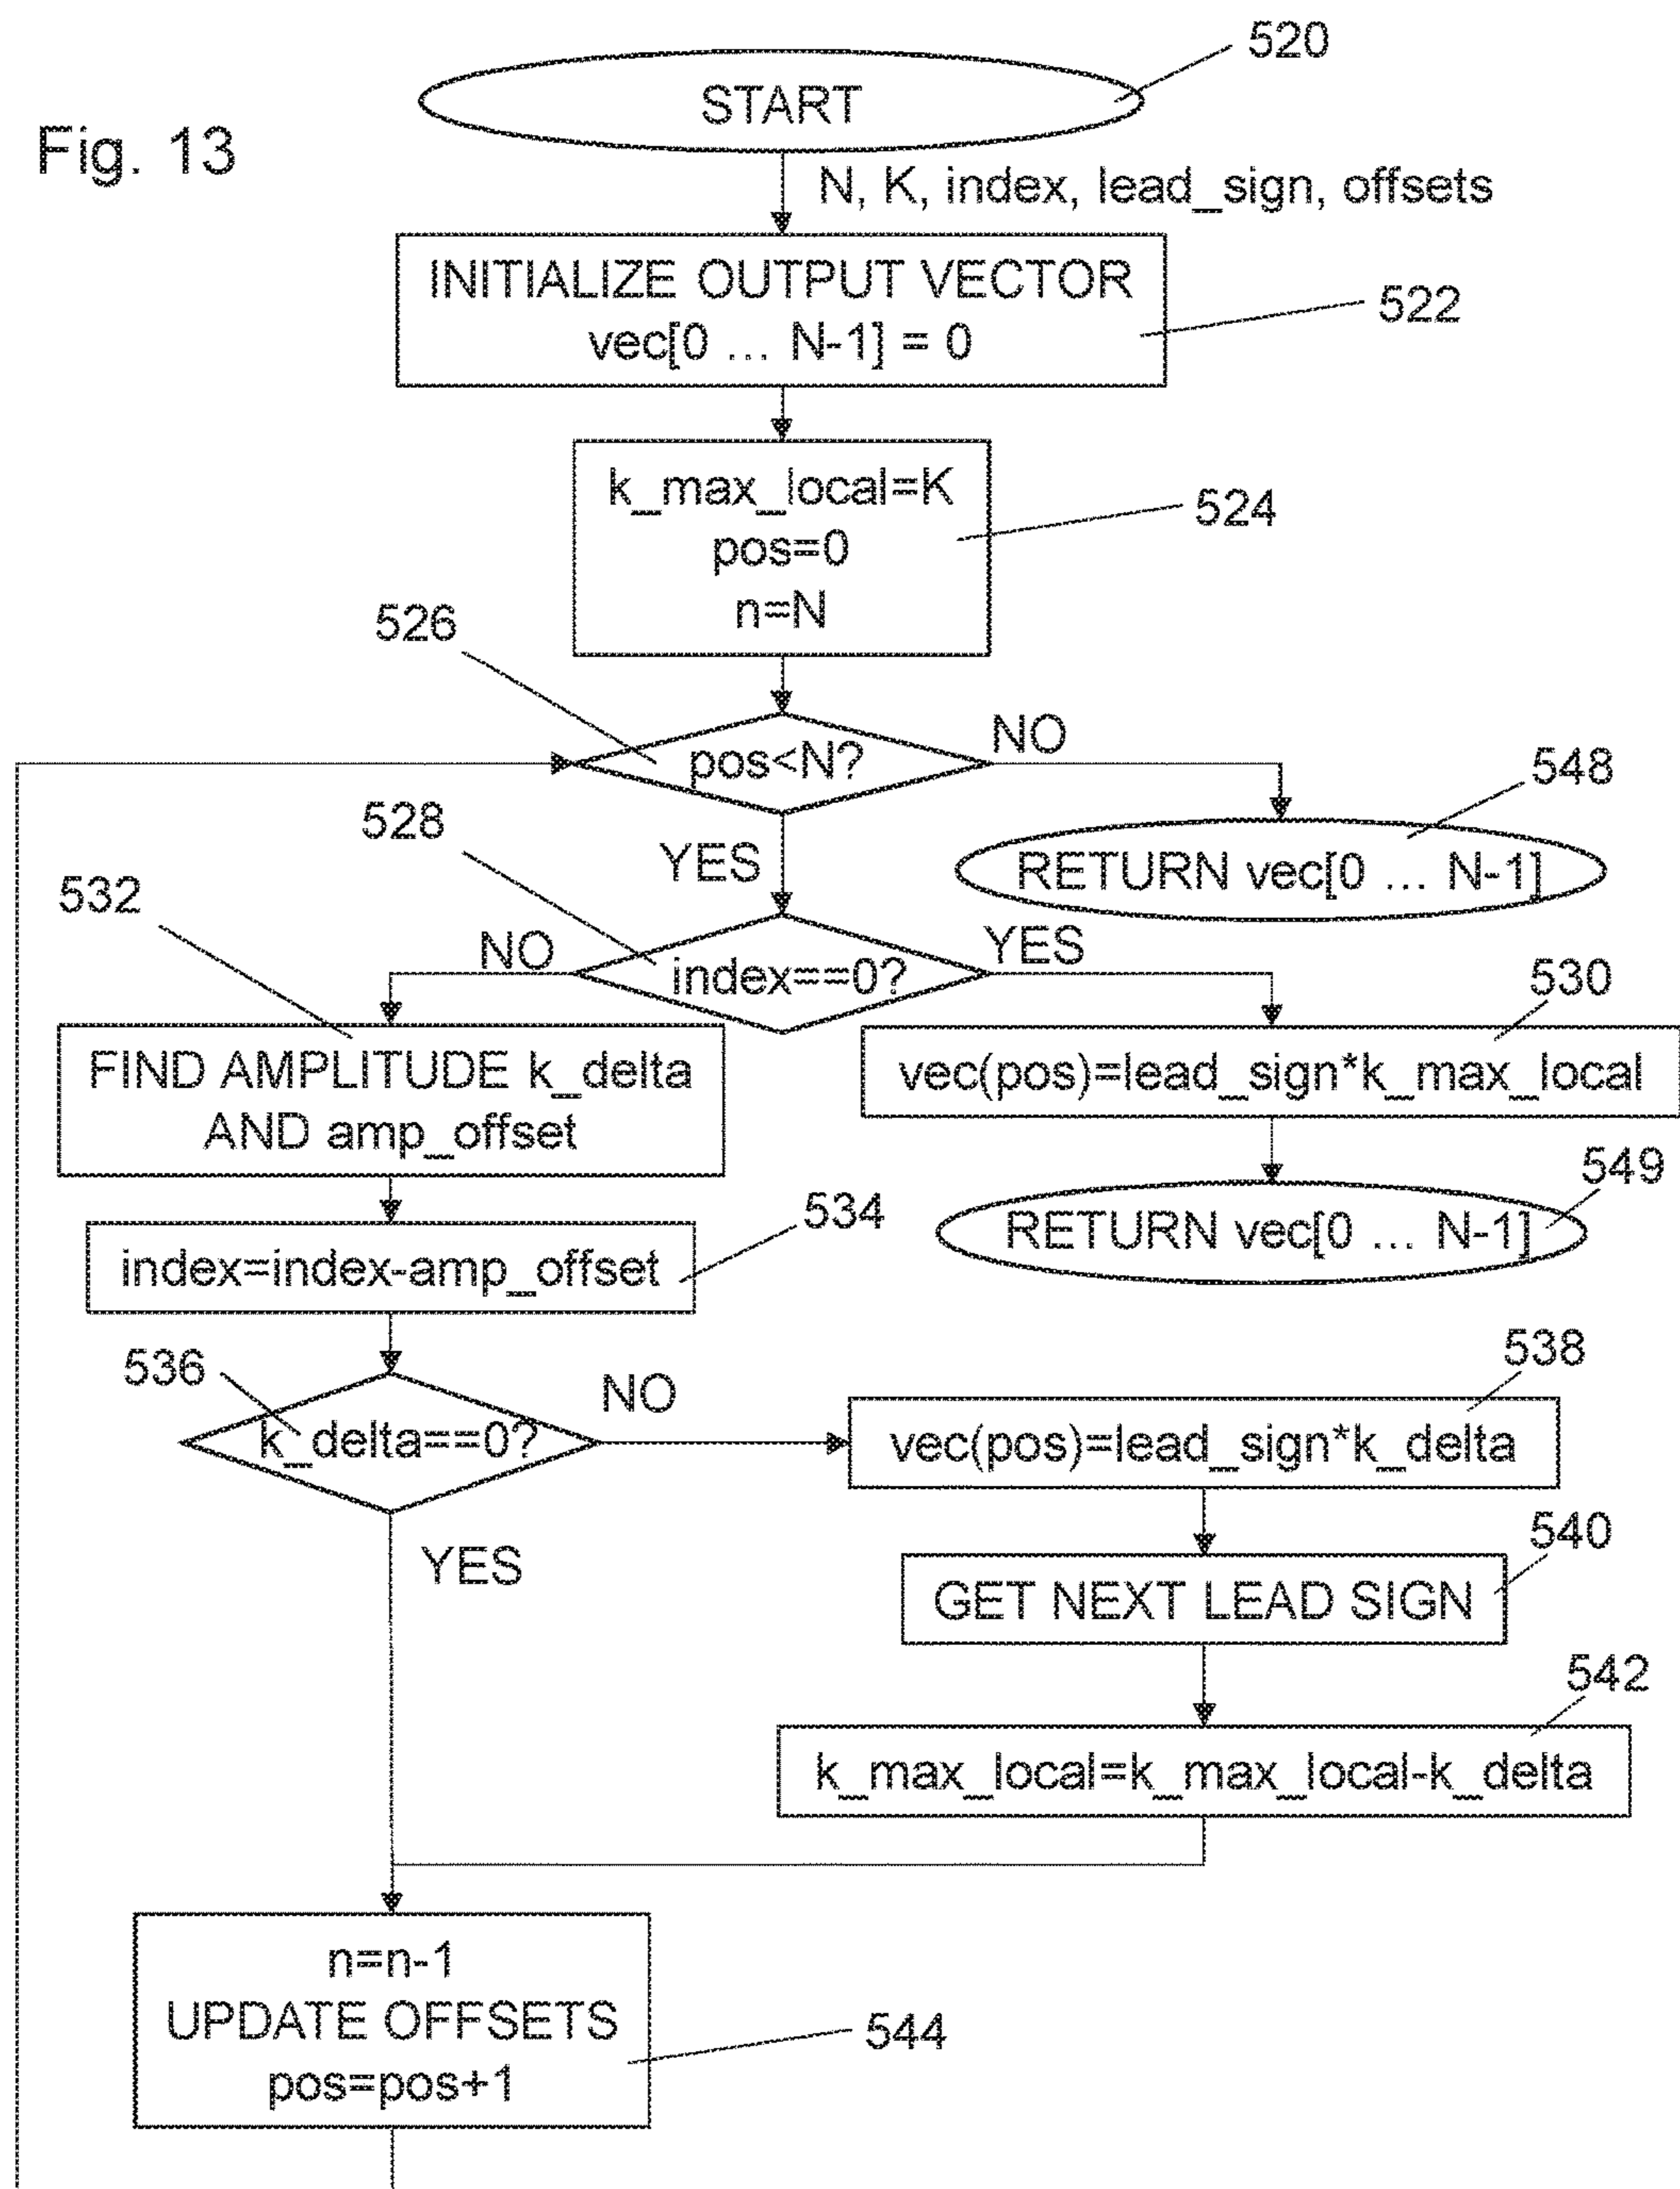 520
START
Fig. 13
N, K, index, lead_sign, offsets
INITIALIZE OUTPUT VECTOR
vec[0 ... N-1] = 0
522
k_max_local=K
pos=0
n=N
524
526
pos<N?
NO
548
528
YES
RETURN vec[0 ... N-1]
532
NO
index==0?
YES
530
FIND AMPLITUDE k_delta
AND amp_offset
vec(pos)=lead_sign*k_max_local
549
534
RETURN vec[0 ... N-1]
index=index-amp_offset
538
536
NO
k_delta==0?
vec(pos)=lead_sign*k_delta
540
YES
GET NEXT LEAD SIGN
542
k_max_local=k_max_local-k_delta
n=n-1
UPDATE OFFSETS
pos=pos+1
544